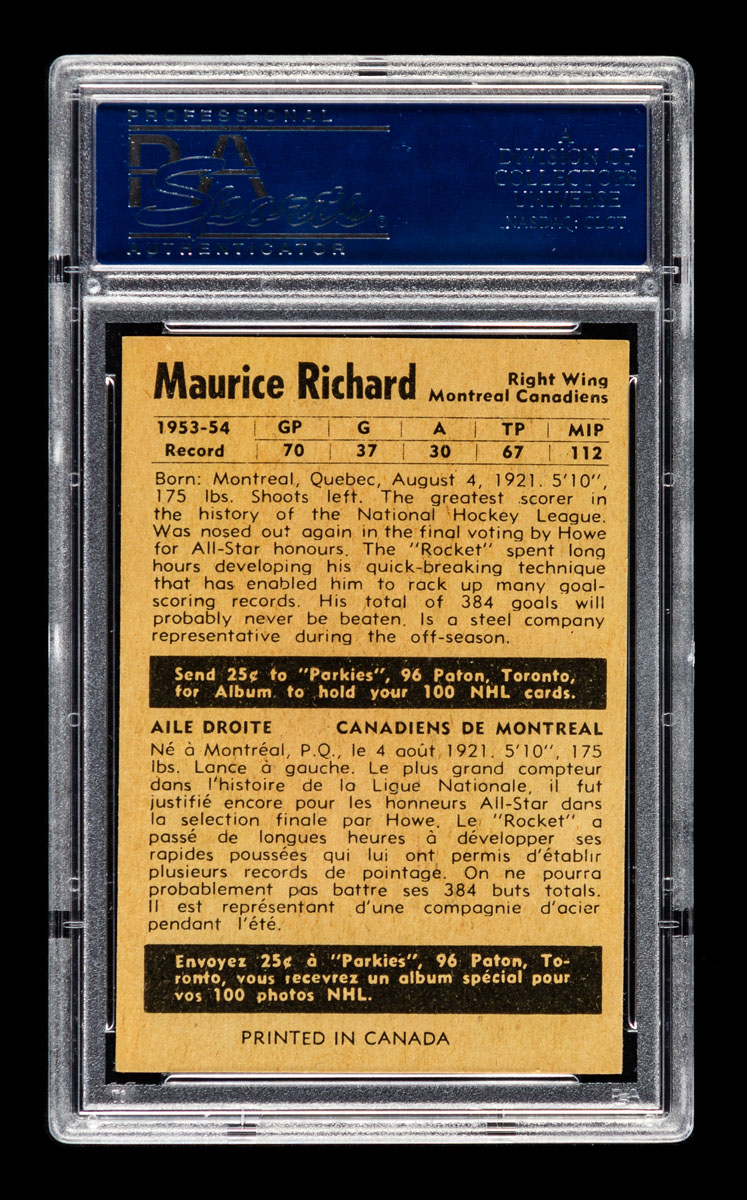 PROFESSIONAL
PSA
Sports
AUTHENTICATOR
A
DIVISION OF
COLLECTORS
UNIVERSE
NASDAQ: CLCT
Maurice Richard
Right Wing
Montreal Canadiens
1953-54 GP G A TP MIP
Record 70 37 30 67 112
Born: Montreal, Quebec, August 4, 1921. 5'10",
175 lbs. Shoots left. The greatest scorer in
the history of the National Hockey League.
Was nosed out again in the final voting by Howe
for All-Star honours. The "Rocket" spent long
hours developing his quick-breaking technique
that has enabled him to rack up many goal-
scoring records. His total of 384 goals will
probably never be beaten. Is a steel company
representative during the off-season.
Send 25¢ to "Parkies", 96 Paton, Toronto,
for Album to hold your 100 NHL cards.
AILE DROITE CANADIENS DE MONTREAL
Né à Montréal, P.Q., le 4 août 1921. 5'10", 175
lbs. Lance à gauche. Le plus grand compteur
dans l'histoire de la Ligue Nationale, il fut
justifié encore pour les honneurs All-Star dans
la selection finale par Howe. Le "Rocket" a
passé de longues heures à développer ses
rapides poussées qui lui ont permis d'établir
plusieurs records de pointage. On ne pourra
probablement pas battre ses 384 buts totals.
Il est représentant d'une compagnie d'acier
pendant l'été.
Envoyez 25¢ à "Parkies", 96 Paton, To-
ronto, vous recevrez un album spécial pour
vos 100 photos NHL.
PRINTED IN CANADA